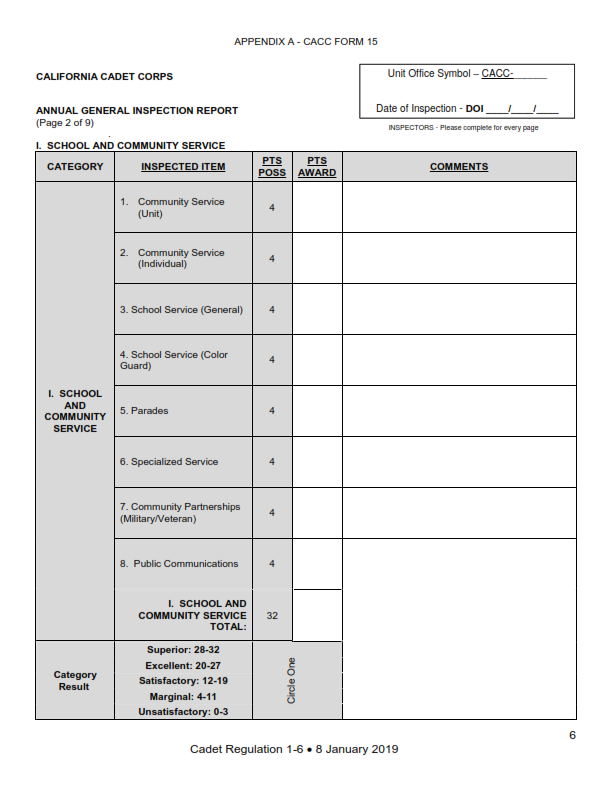 APPENDIX A - CACC FORM 15
CALIFORNIA CADET CORPS
Unit Office Symbol – CACC-______
ANNUAL GENERAL INSPECTION REPORT
Date of Inspection - DOI ____/____/____
(Page 2 of 9)
INSPECTORS - Please complete for every page
I. SCHOOL AND COMMUNITY SERVICE
CATEGORY
INSPECTED ITEM
PTS
POSS
PTS
AWARD
COMMENTS
I. SCHOOL
AND
COMMUNITY
SERVICE
1. Community Service
(Unit)
4
2. Community Service
(Individual)
4
3. School Service (General)
4
4. School Service (Color
Guard)
4
5. Parades
4
6. Specialized Service
4
7. Community Partnerships
(Military/Veteran)
4
8. Public Communications
4
I. SCHOOL AND
COMMUNITY SERVICE
TOTAL:
32
Category
Result
Superior: 28-32
Excellent: 20-27
Satisfactory: 12-19
Marginal: 4-11
Unsatisfactory: 0-3
Circle One
6
Cadet Regulation 1-6 • 8 January 2019